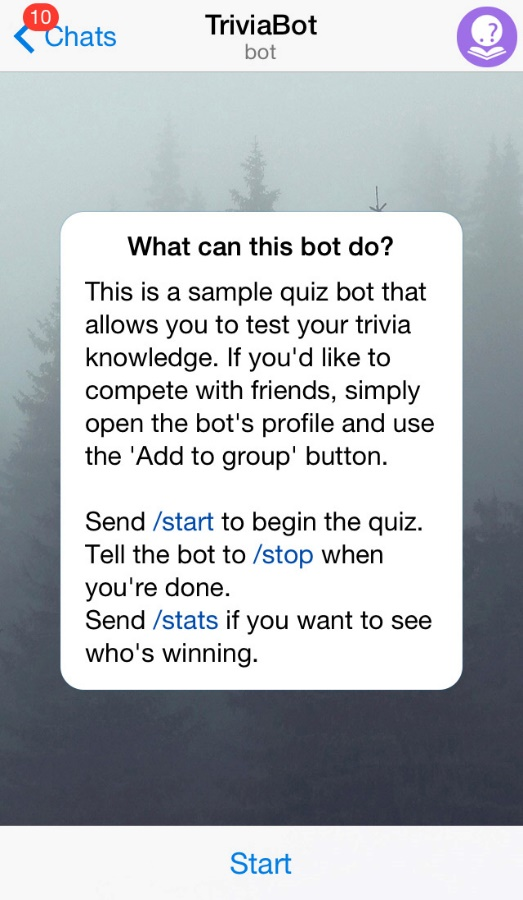 10
Chats
TriviaBot
bot
?
What can this bot do?
This is a sample quiz bot that
allows you to test your trivia
knowledge. If you'd like to
compete with friends, simply
open the bot's profile and use
the 'Add to group' button.
Send /start to begin the quiz.
Tell the bot to /stop when
you're done.
Send /stats if you want to see
who's winning.
Start